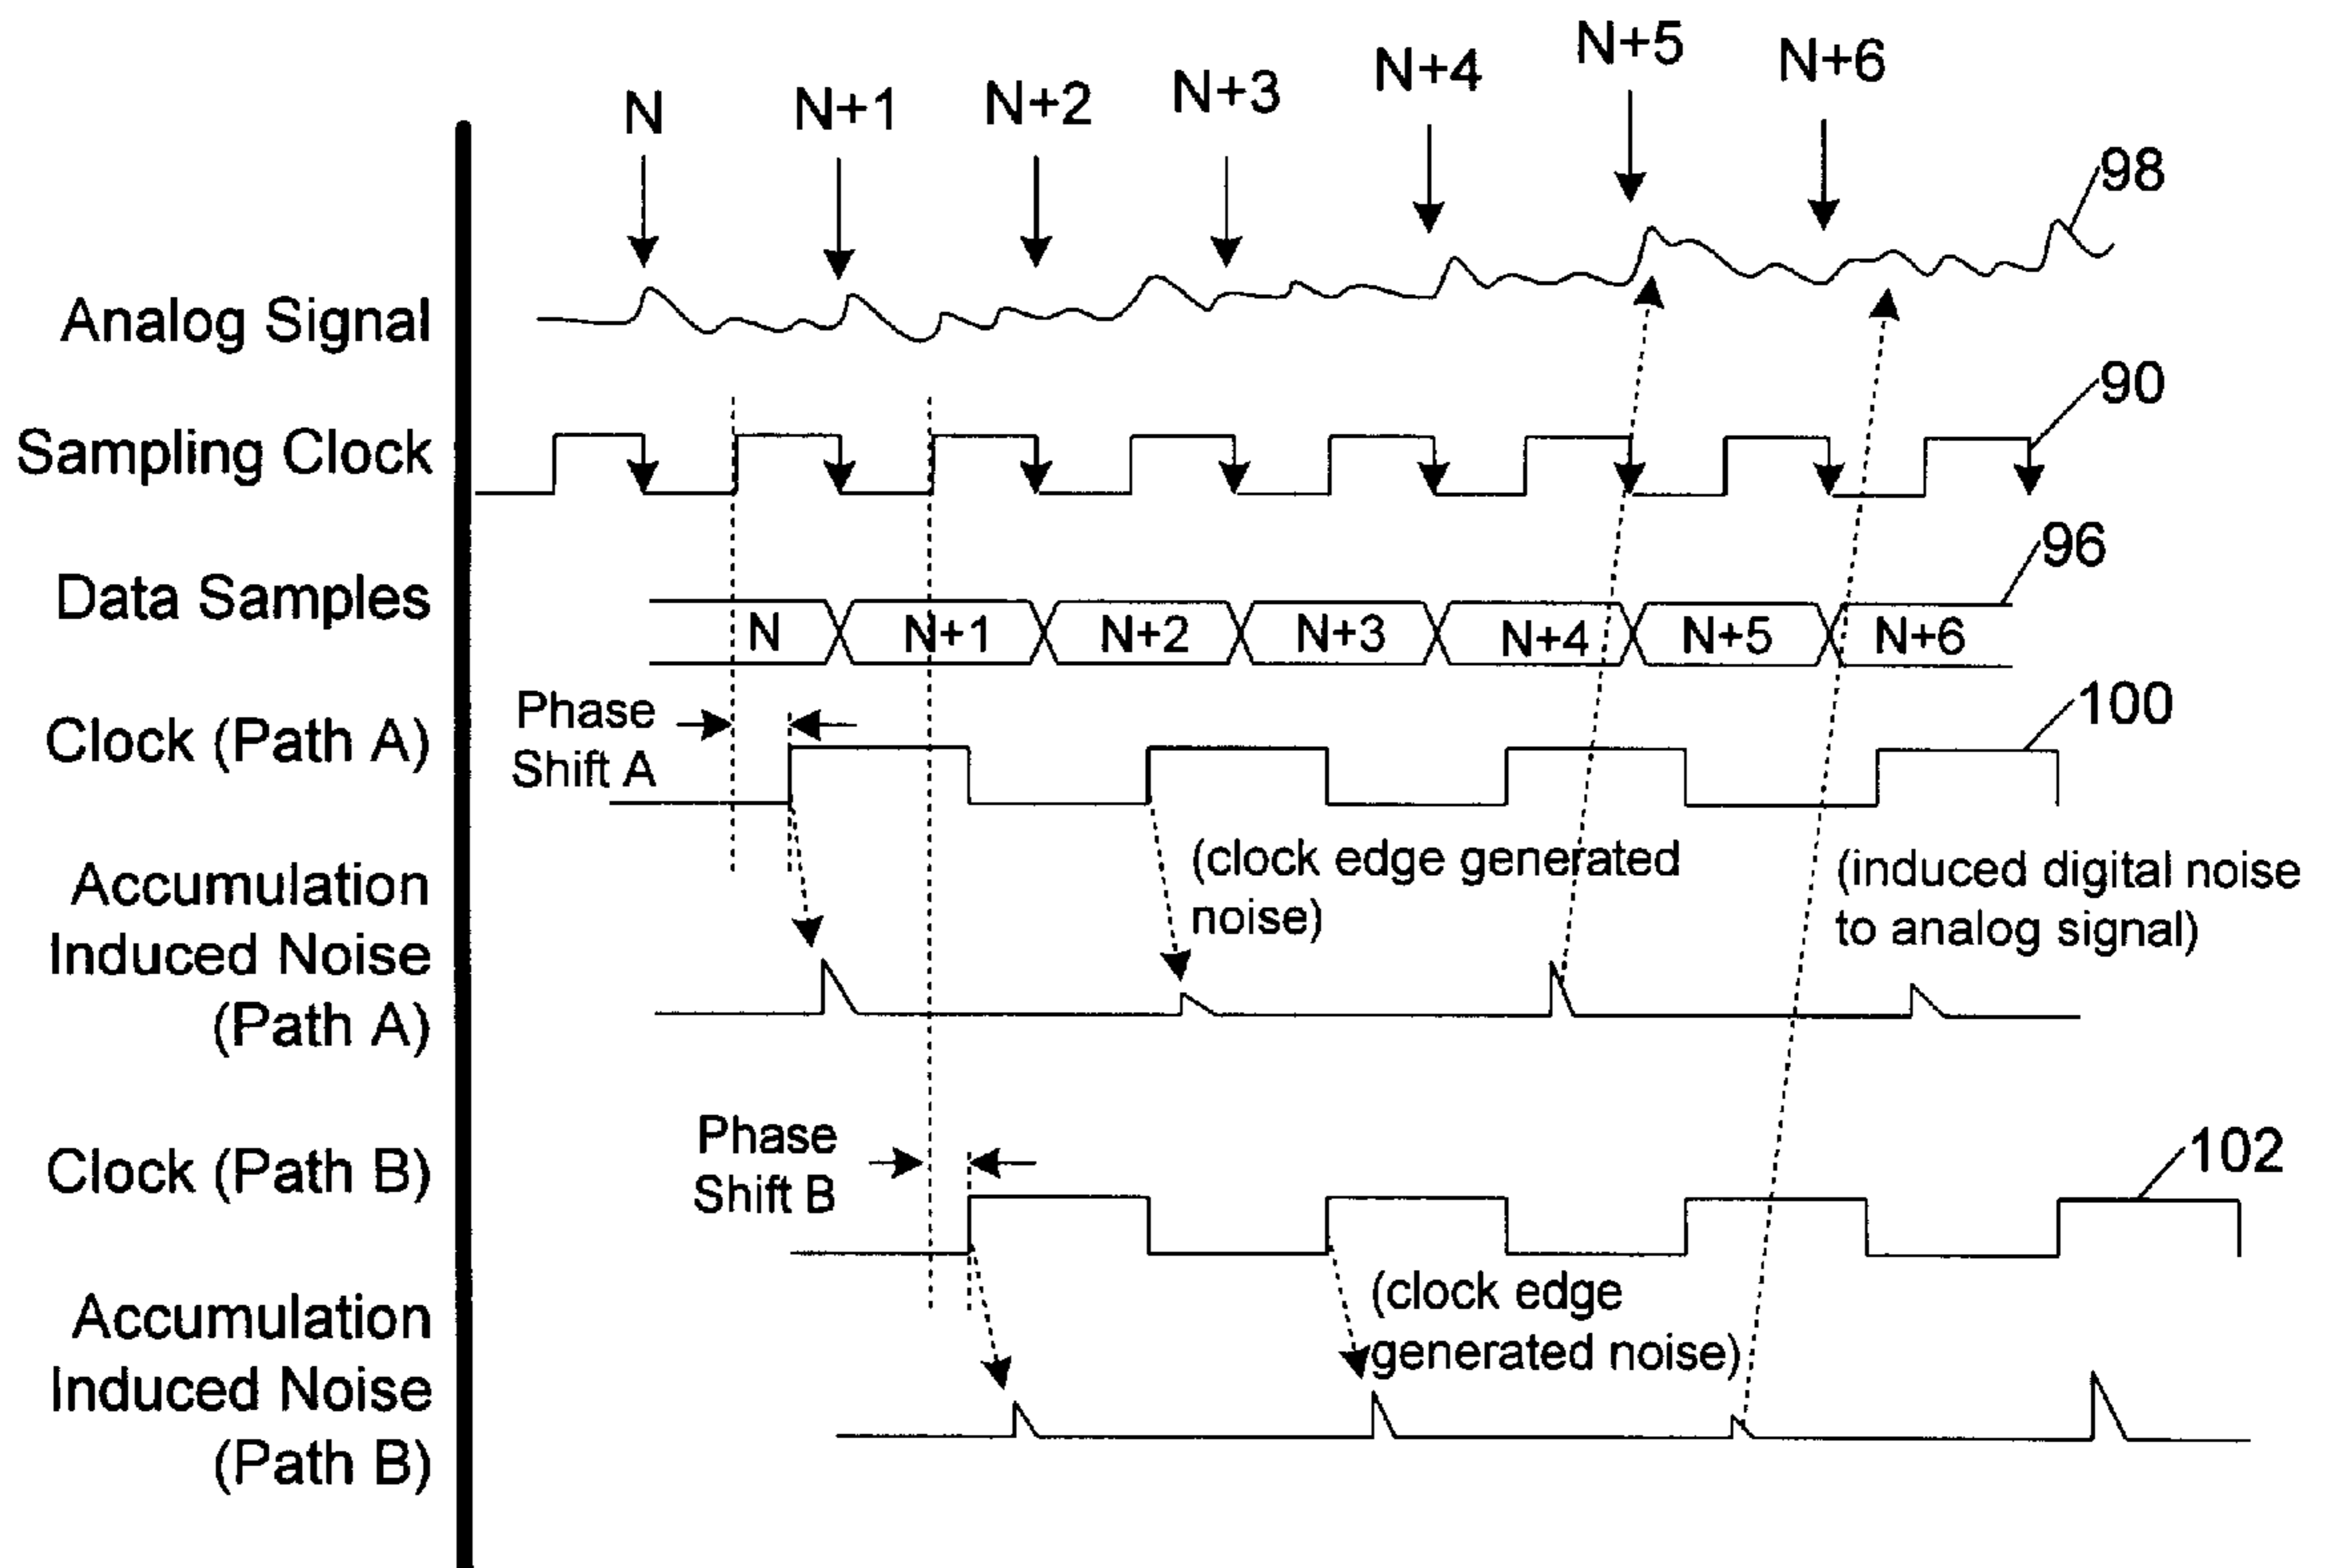 N N+1 N+2 N+3 N+4 N+5 N+6
98
Analog Signal
90
Sampling Clock
96
Data Samples
N N+1 N+2 N+3 N+4 N+5 N+6
Phase
Shift A
100
Clock (Path A)
(clock edge generated
noise)
(induced digital noise
to analog signal)
Accumulation
Induced Noise
(Path A)
Phase
Shift B
102
Clock (Path B)
(clock edge
generated noise)
Accumulation
Induced Noise
(Path B)